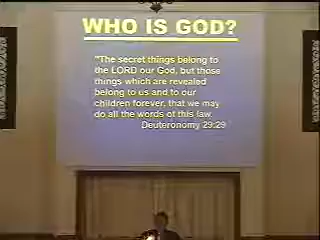 WHO IS GOD?
"The secret things belong to
the LORD our God, but those
things which are revealed
belong to us and to our
children forever, that we may
do all the words of this law.
Deuteronomy 29:29